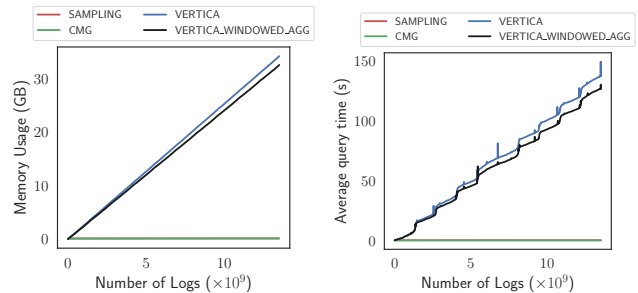 SAMPLING
VERTICA
CMG
VERTICA_WINDOWED_AGG
Memory Usage (GB)
30
20
10
0
0
5
10
Number of Logs (×10⁹)
SAMPLING
VERTICA
CMG
VERTICA_WINDOWED_AGG
Average query time (s)
150
100
50
0
0
5
10
Number of Logs (×10⁹)